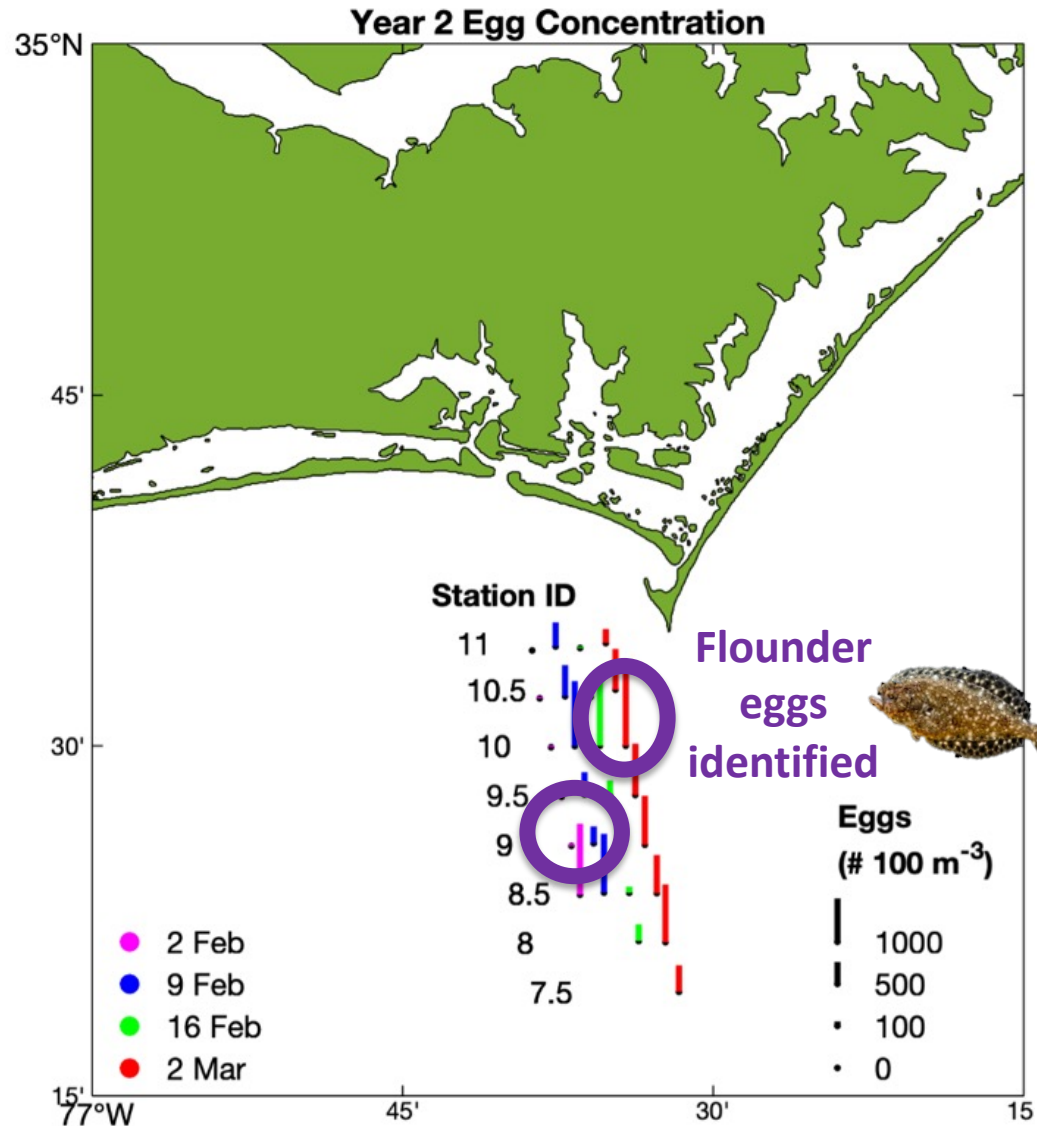 Year 2 Egg Concentration
35°N
45'
30'
15'
77°W
45'
30'
15
Station ID
11
10.5
10
9.5
9
8.5
8
7.5
Flounder
eggs
identified
Eggs
(# 100 m⁻³)
1000
500
100
0
2 Feb
9 Feb
16 Feb
2 Mar